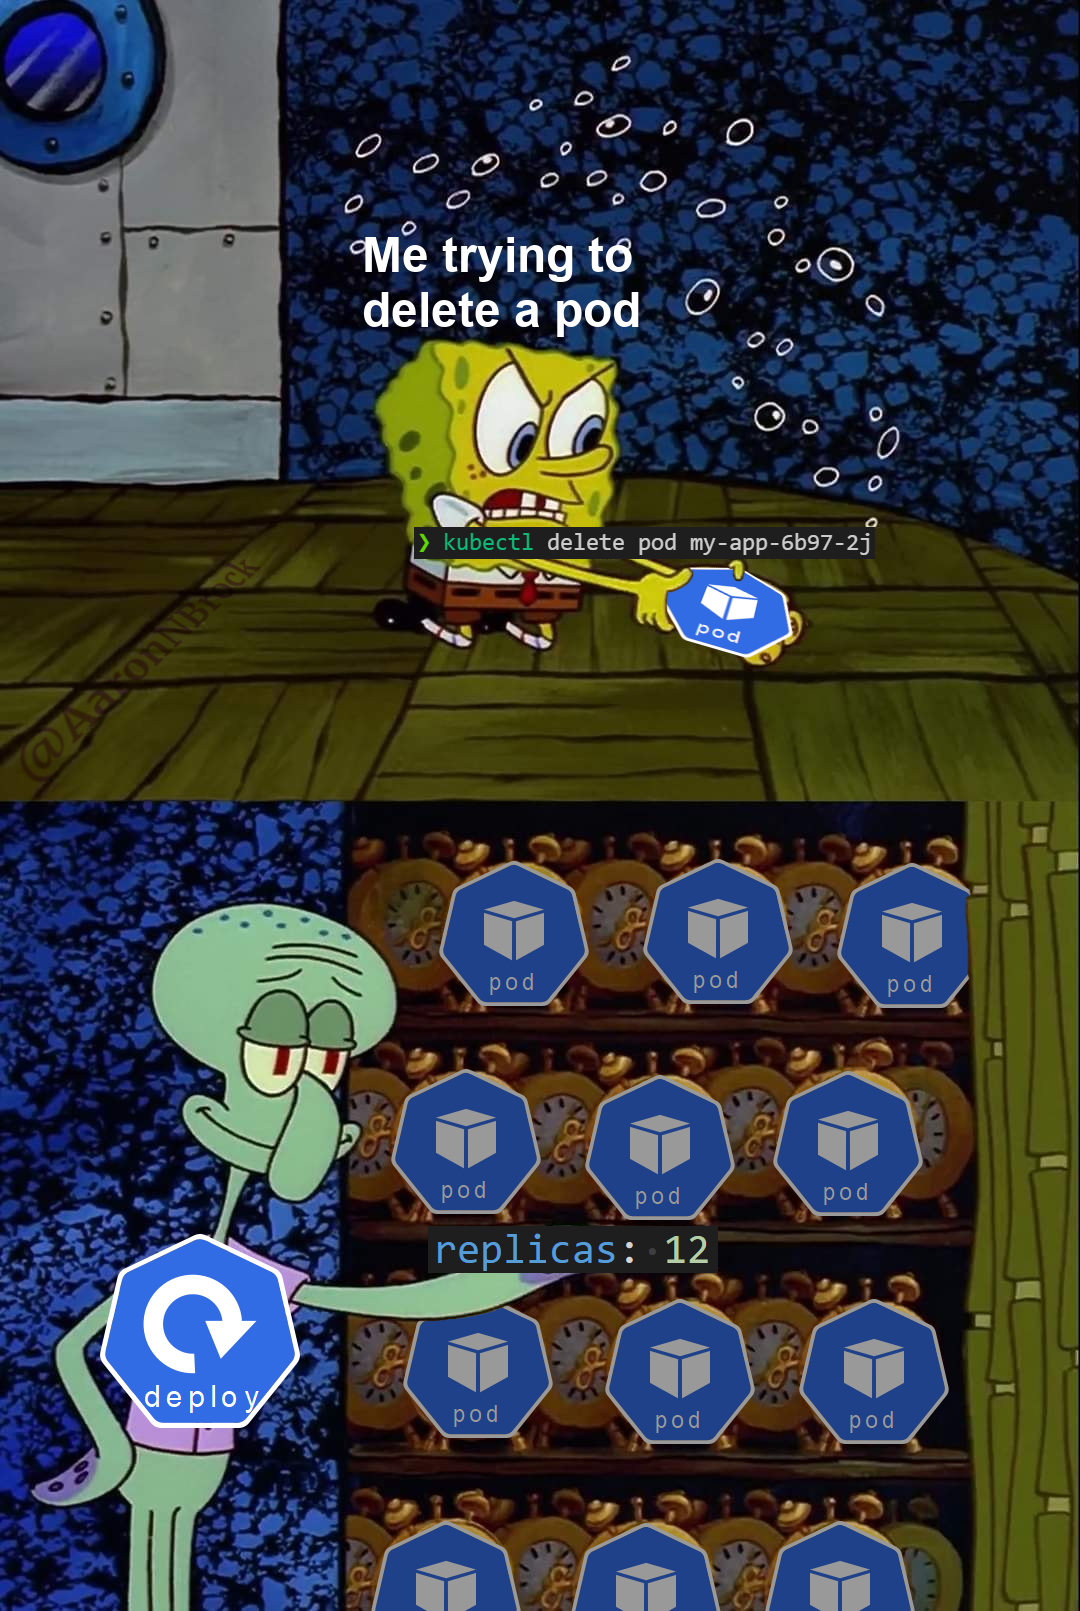 Me trying to
delete a pod
❯ kubectl delete pod my-app-6b97-2j
pod
@AaronNBrock
pod pod pod
pod pod pod
replicas: 12
deploy
pod pod pod